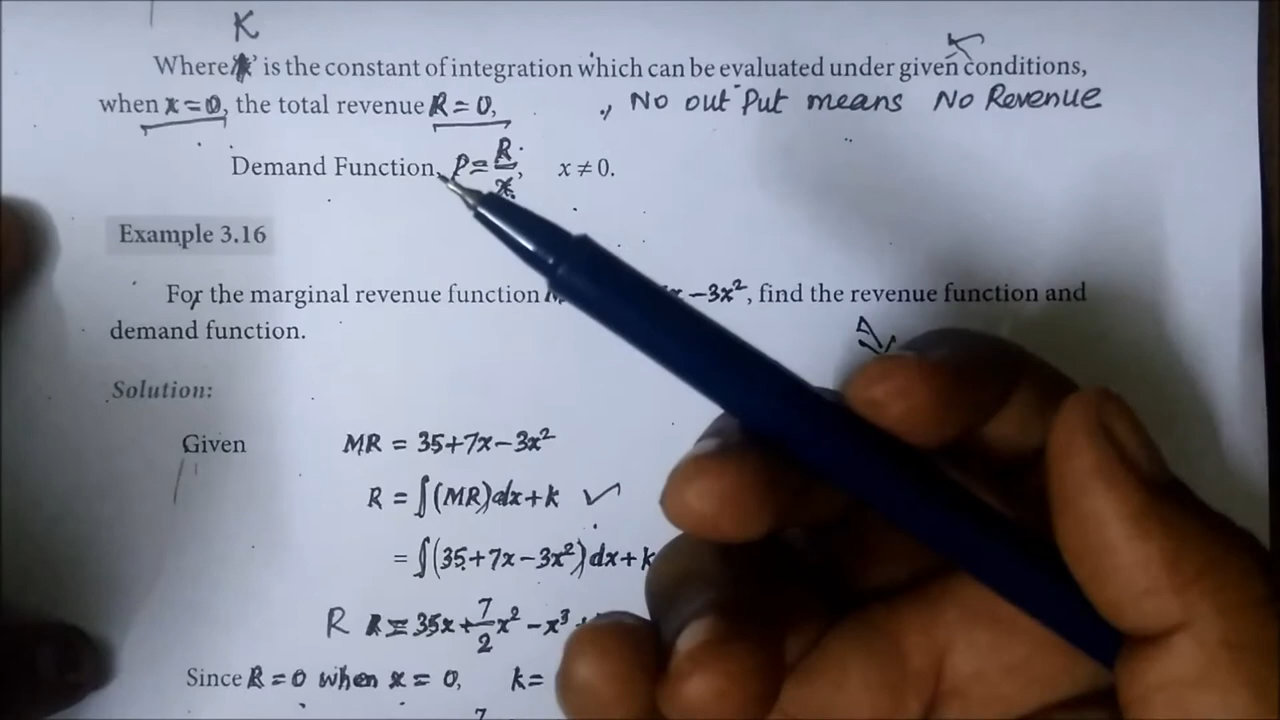 K
Where 'k' is the constant of integration which can be evaluated under given conditions,
when x = 0, the total revenue R = 0, , No out Put means No Revenue
Demand Function, P = R/x, x ≠ 0.
Example 3.16
For the marginal revenue function x − 3x², find the revenue function and
demand function.
Solution:
Given MR = 35 + 7x − 3x²
R = ∫(MR)dx + k
= ∫(35 + 7x − 3x²)dx + k
R R = 35x + 7/2 x² − x³ +
Since R = 0 when x = 0, k =
7